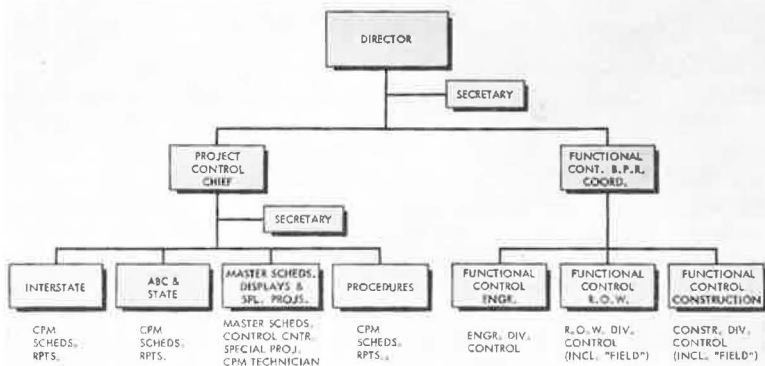 DIRECTOR
SECRETARY
PROJECT
CONTROL
CHIEF
FUNCTIONAL
CONT. B.P.R.
COORD.
SECRETARY
INTERSTATE
ABC &
STATE
MASTER SCHEDS.
DISPLAYS &
SPL. PROJS.
PROCEDURES
FUNCTIONAL
CONTROL
ENGR.
FUNCTIONAL
CONTROL
R.O.W.
FUNCTIONAL
CONTROL
CONSTRUCTION
CPM
SCHEDS.
RPTS.
CPM
SCHEDS.
RPTS.
MASTER SCHEDS.
CONTROL CNTR.
SPECIAL PROJ.
CPM TECHNICIAN
CPM
SCHEDS.
RPTS.
ENGR. DIV.
CONTROL
R.O.W. DIV.
CONTROL
(INCL. "FIELD")
CONSTR. DIV.
CONTROL
(INCL. "FIELD")